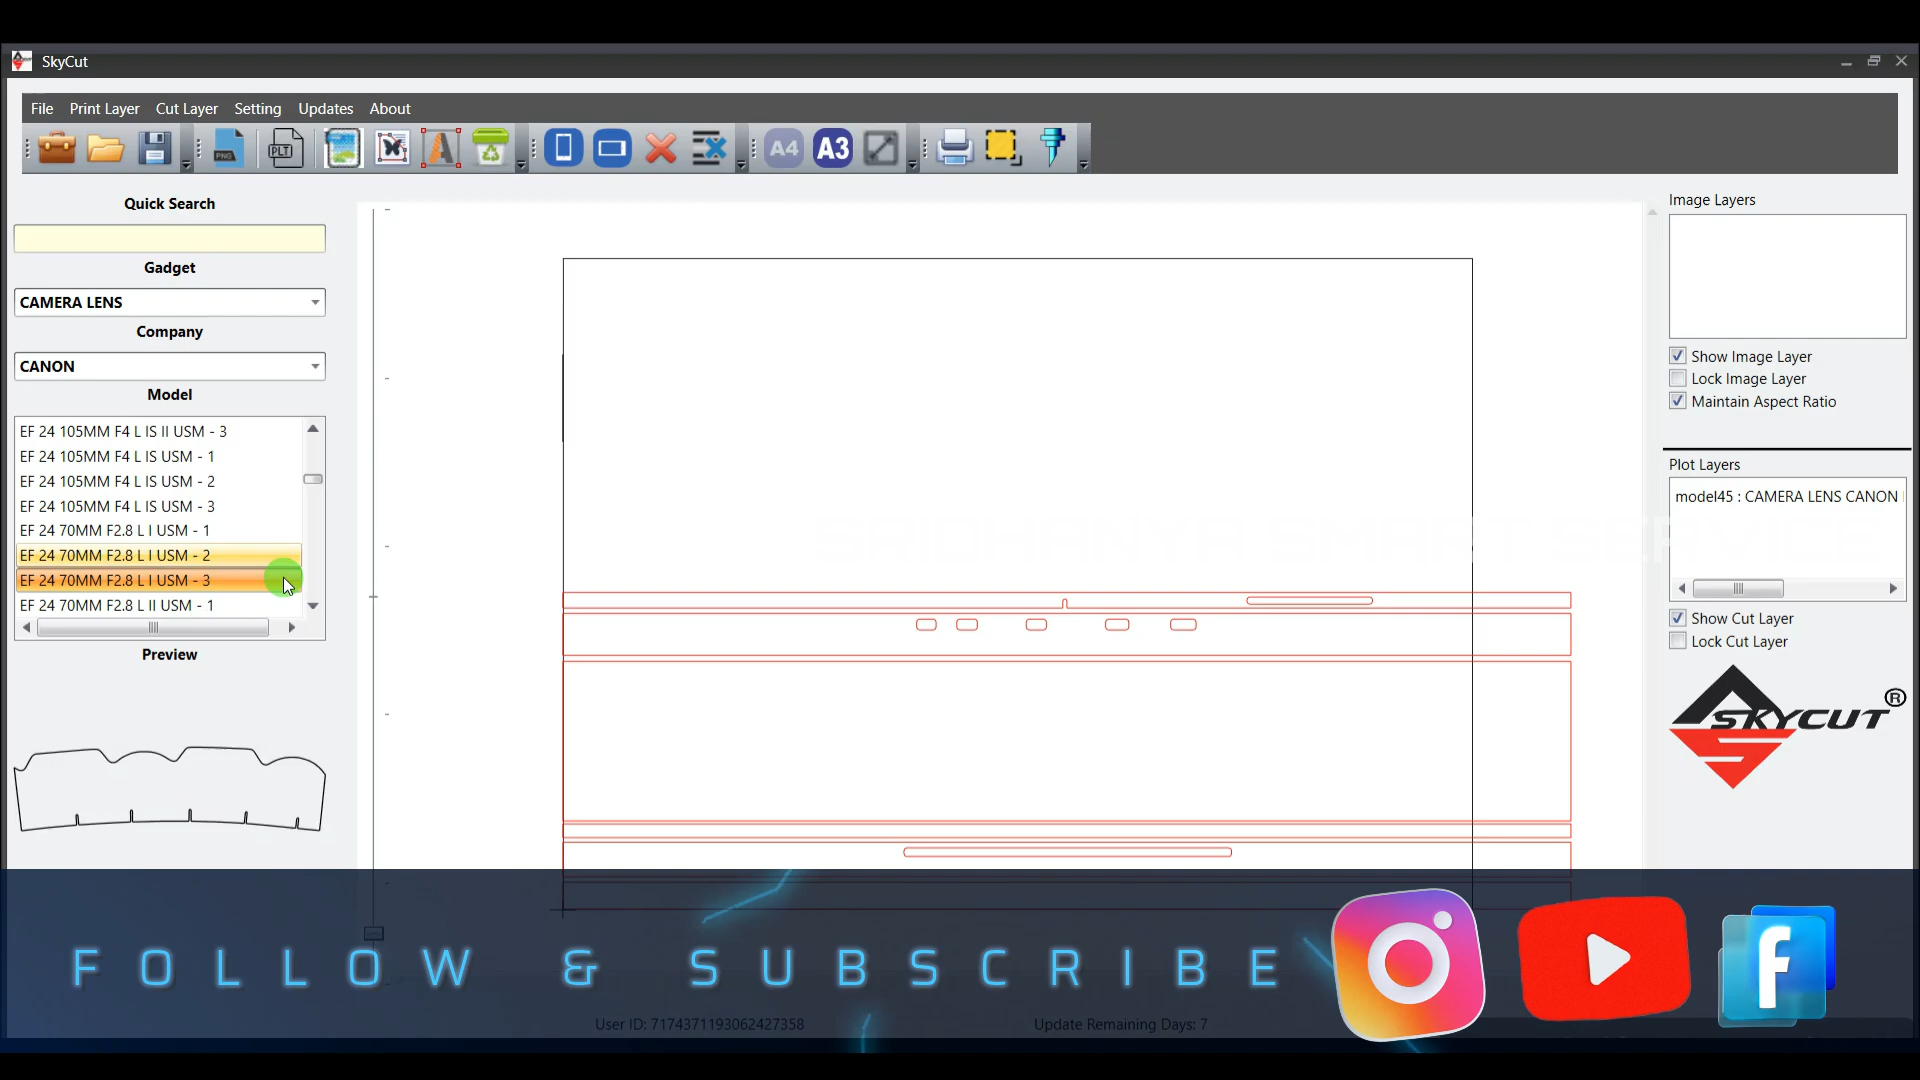 SkyCut
File Print Layer Cut Layer Setting Updates About
PNG PLT A A4 A3
Quick Search
Gadget
CAMERA LENS
Company
CANON
Model
EF 24 105MM F4 L IS II USM - 3
EF 24 105MM F4 L IS USM - 1
EF 24 105MM F4 L IS USM - 2
EF 24 105MM F4 L IS USM - 3
EF 24 70MM F2.8 L I USM - 1
EF 24 70MM F2.8 L I USM - 2
EF 24 70MM F2.8 L I USM - 3
EF 24 70MM F2.8 L II USM - 1
Preview
Image Layers
Show Image Layer
Lock Image Layer
Maintain Aspect Ratio
Plot Layers
model45 : CAMERA LENS CANON
Show Cut Layer
Lock Cut Layer
SKYCUT ®
FOLLOW & SUBSCRIBE
f
User ID: 7174371193062427358
Update Remaining Days: 7